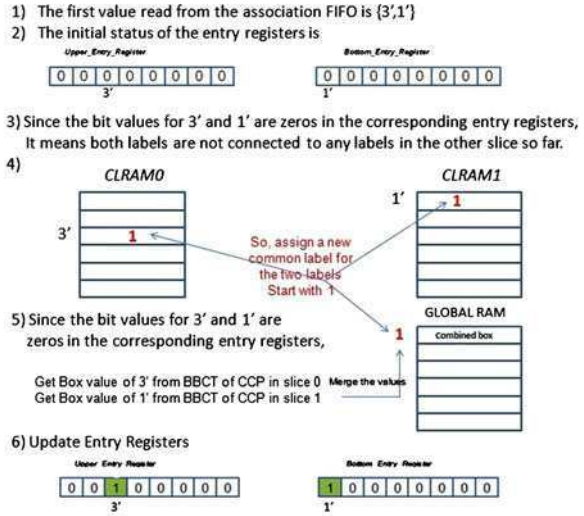 1) The first value read from the association FIFO is {3',1'}
2) The initial status of the entry registers is
Upper_Entry_Register
Bottom_Entry_Register
0 0 0 0 0 0 0 0
0 0 0 0 0 0 0 0
3'
1'
3) Since the bit values for 3' and 1' are zeros in the corresponding entry registers,
It means both labels are not connected to any labels in the other slice so far.
4)
CLRAM0
CLRAM1
1'
1
3'
1
So, assign a new
common label for
the two labels
Start with 1
GLOBAL RAM
5) Since the bit values for 3' and 1' are
zeros in the corresponding entry registers,
1
Combined box
Get Box value of 3' from BBCT of CCP in slice 0
Merge the values
Get Box value of 1' from BBCT of CCP in slice 1
6) Update Entry Registers
Upper Entry Register
Bottom Entry Register
0 0 1 0 0 0 0 0
1 0 0 0 0 0 0 0
3'
1'